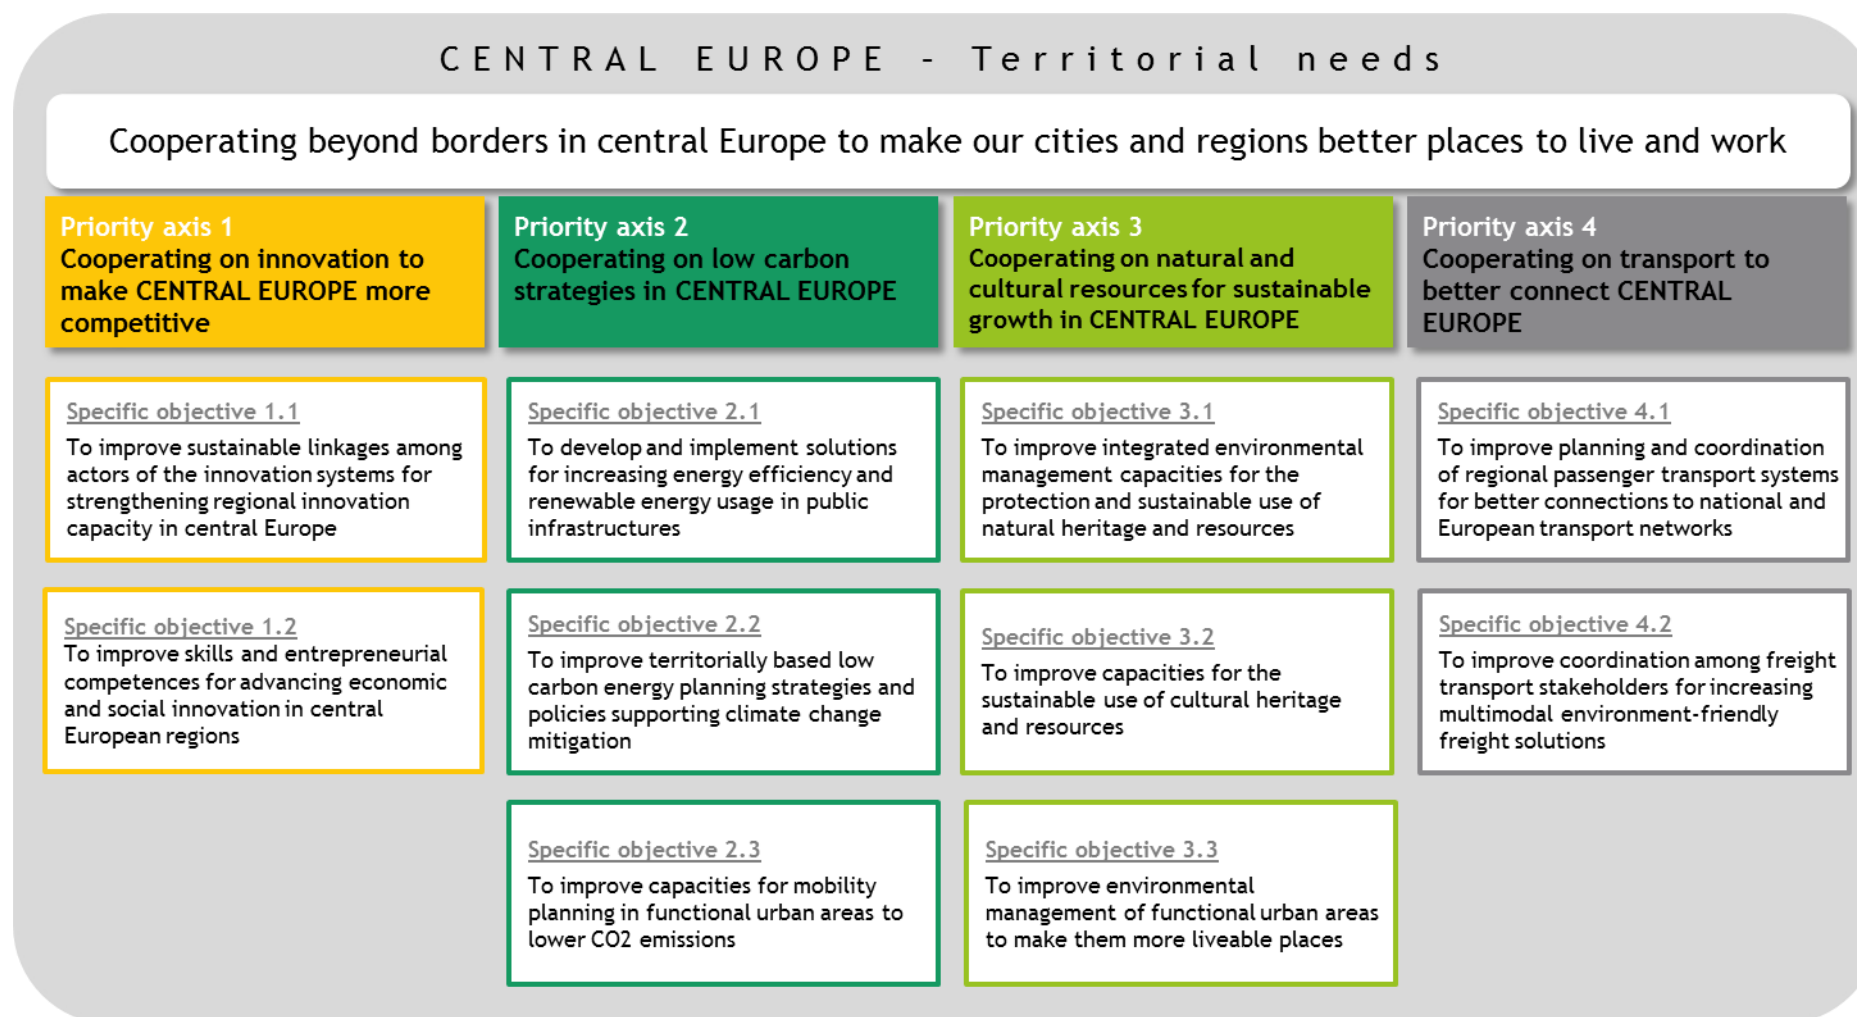 CENTRAL EUROPE – Territorial needs
Cooperating beyond borders in central Europe to make our cities and regions better places to live and work
Priority axis 1
Cooperating on innovation to
make CENTRAL EUROPE more
competitive
Priority axis 2
Cooperating on low carbon
strategies in CENTRAL EUROPE
Priority axis 3
Cooperating on natural and
cultural resources for sustainable
growth in CENTRAL EUROPE
Priority axis 4
Cooperating on transport to
better connect CENTRAL
EUROPE
Specific objective 1.1
To improve sustainable linkages among
actors of the innovation systems for
strengthening regional innovation
capacity in central Europe
Specific objective 2.1
To develop and implement solutions
for increasing energy efficiency and
renewable energy usage in public
infrastructures
Specific objective 3.1
To improve integrated environmental
management capacities for the
protection and sustainable use of
natural heritage and resources
Specific objective 4.1
To improve planning and coordination
of regional passenger transport systems
for better connections to national and
European transport networks
Specific objective 1.2
To improve skills and entrepreneurial
competences for advancing economic
and social innovation in central
European regions
Specific objective 2.2
To improve territorially based low
carbon energy planning strategies and
policies supporting climate change
mitigation
Specific objective 3.2
To improve capacities for the
sustainable use of cultural heritage
and resources
Specific objective 4.2
To improve coordination among freight
transport stakeholders for increasing
multimodal environment-friendly
freight solutions
Specific objective 2.3
To improve capacities for mobility
planning in functional urban areas to
lower CO2 emissions
Specific objective 3.3
To improve environmental
management of functional urban areas
to make them more liveable places